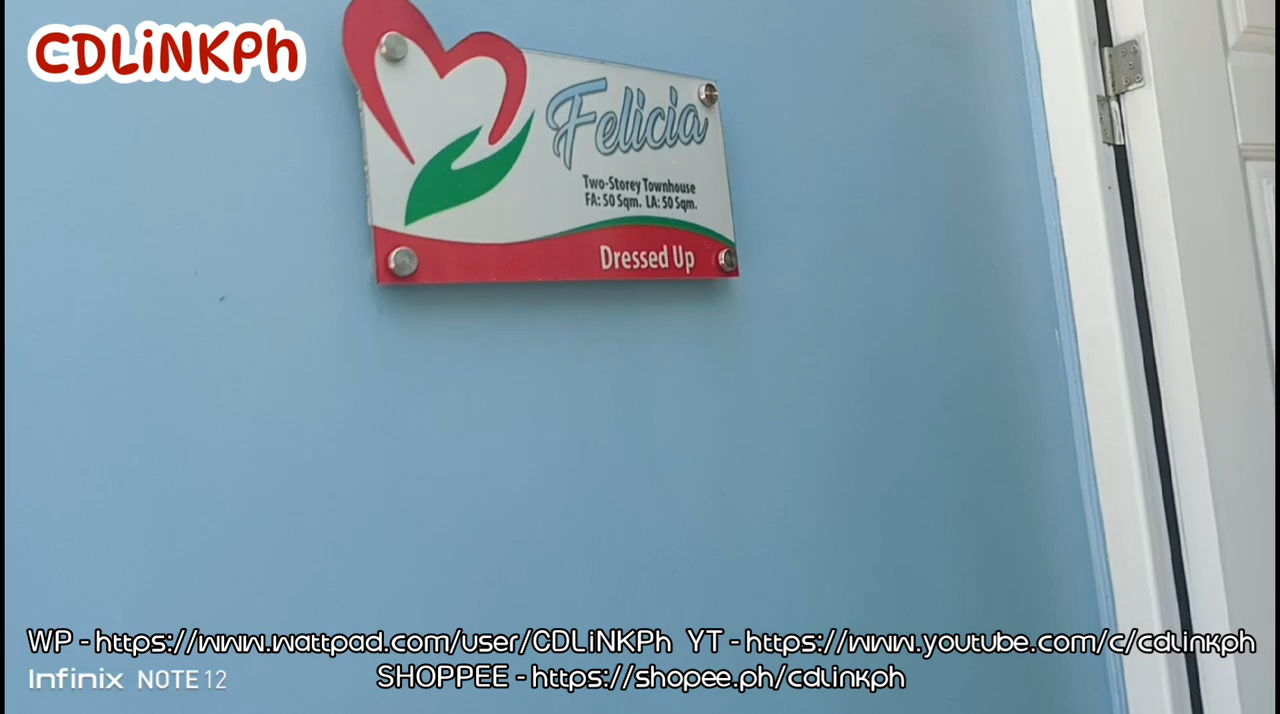 CDLiNKPh
Felicia
Two-Storey Townhouse
FA: 50 Sqm. LA: 50 Sqm.
Dressed Up
WP - https://www.wattpad.com/user/CDLiNKPh YT - https://www.youtube.com/c/cdlinkph
SHOPPEE - https://shopee.ph/cdlinkph
Infinix NOTE 12